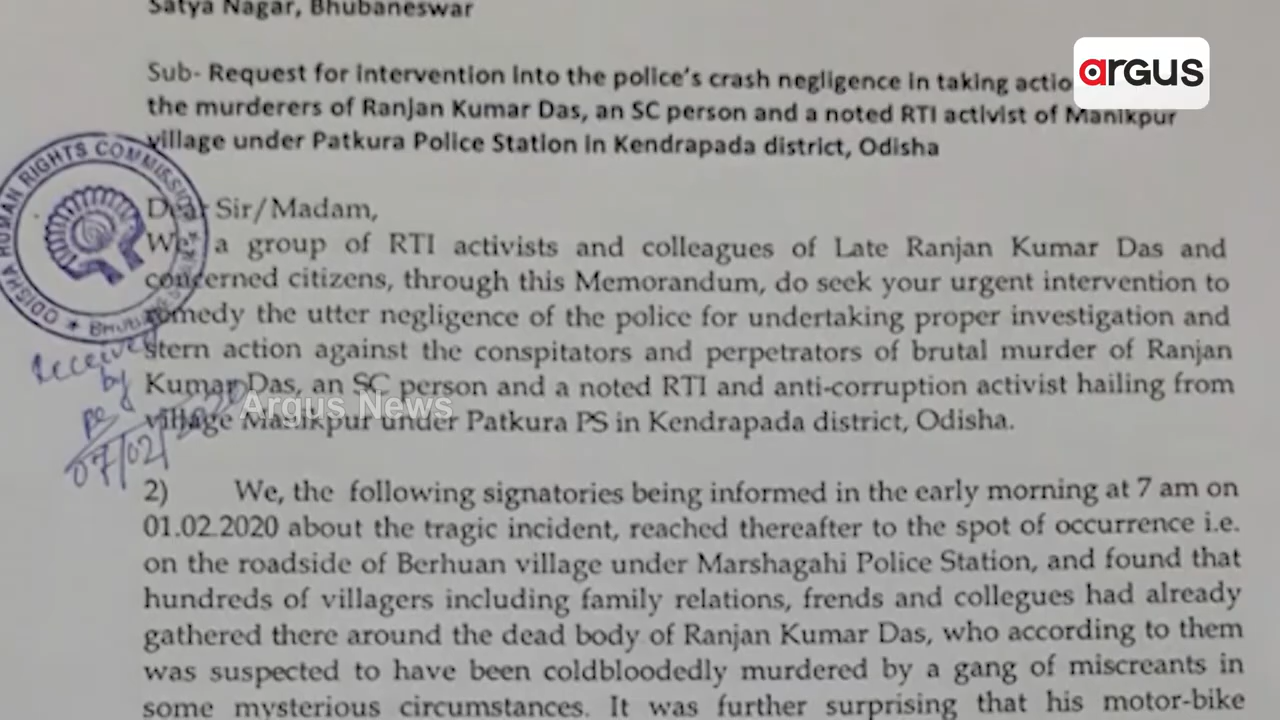 Satya Nagar, Bhubaneswar
argus
Sub- Request for intervention into the police's crash negligence in taking actio
the murderers of Ranjan Kumar Das, an SC person and a noted RTI activist of Manikpur
village under Patkura Police Station in Kendrapada district, Odisha
ODISHA HUMAN RIGHTS COMMISSION
Dear Sir/Madam,
We, a group of RTI activists and colleagues of Late Ranjan Kumar Das and
concerned citizens, through this Memorandum, do seek your urgent intervention to
remedy the utter negligence of the police for undertaking proper investigation and
stern action against the conspitators and perpetrators of brutal murder of Ranjan
Kumar Das, an SC person and a noted RTI and anti-corruption activist hailing from
village Manikpur under Patkura PS in Kendrapada district, Odisha.
Received
by
07/02/
Argus News
2) We, the following signatories being informed in the early morning at 7 am on
01.02.2020 about the tragic incident, reached thereafter to the spot of occurrence i.e.
on the roadside of Berhuan village under Marshagahi Police Station, and found that
hundreds of villagers including family relations, frends and collegues had already
gathered there around the dead body of Ranjan Kumar Das, who according to them
was suspected to have been coldbloodedly murdered by a gang of miscreants in
some mysterious circumstances. It was further surprising that his motor-bike